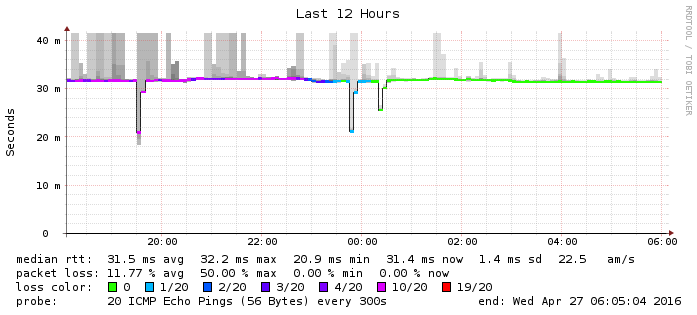 Last 12 Hours
RRDTOOL / TOBI OETIKER
Seconds
40 m
30 m
20 m
10 m
0
20:00 22:00 00:00 02:00 04:00 06:00
median rtt: 31.5 ms avg 32.2 ms max 20.9 ms min 31.4 ms now 1.4 ms sd 22.5 am/s
packet loss: 11.77 % avg 50.00 % max 0.00 % min 0.00 % now
loss color: 0 1/20 2/20 3/20 4/20 10/20 19/20
probe: 20 ICMP Echo Pings (56 Bytes) every 300s end: Wed Apr 27 06:05:04 2016